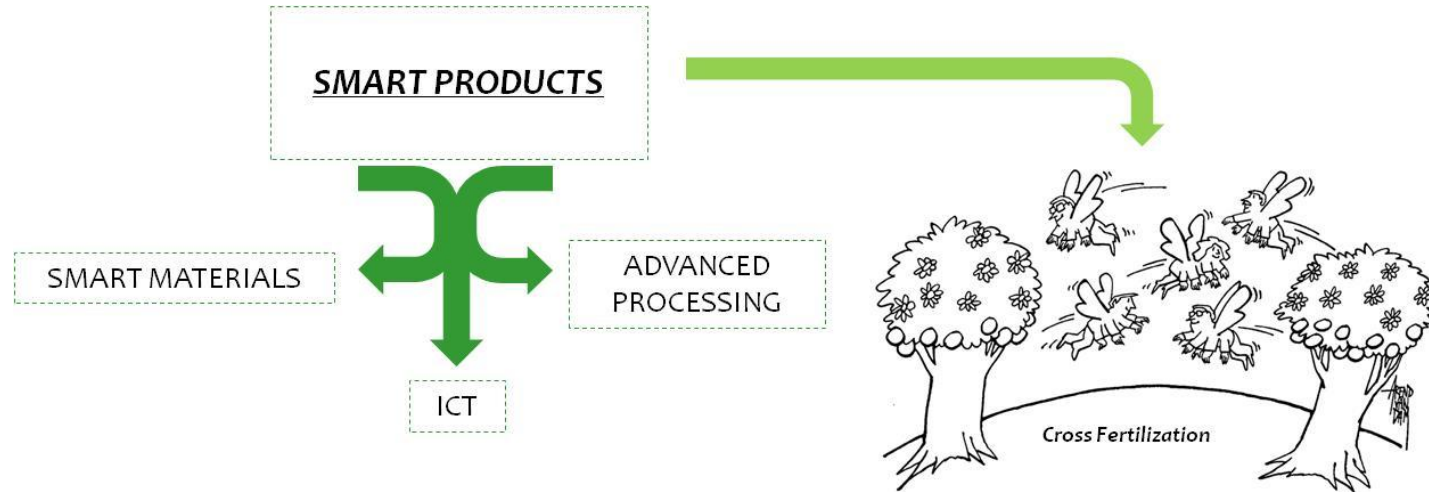 SMART PRODUCTS
SMART MATERIALS
ADVANCED
PROCESSING
ICT
Cross Fertilization